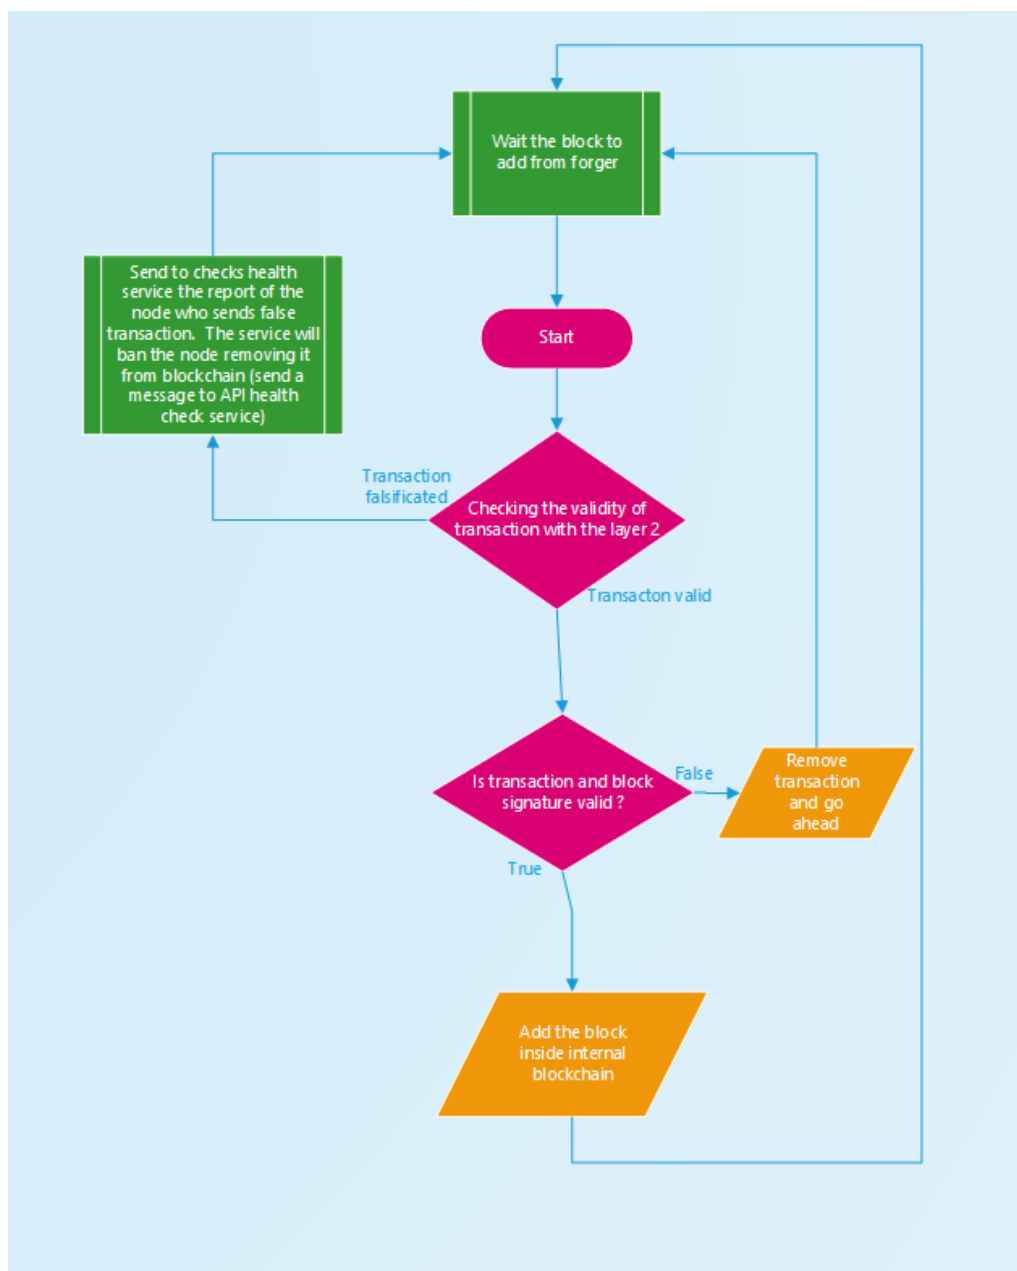 Wait the block to
add from forger
Send to checks health
service the report of the
node who sends false
transaction. The service will
ban the node removing it
from blockchain (send a
message to API health
check service)
Start
Transaction
falsificated
Checking the validity of
transaction with the layer 2
Transacton valid
Is transaction and block
signature valid ?
False
Remove
transaction
and go
ahead
True
Add the block
inside internal
blockchain